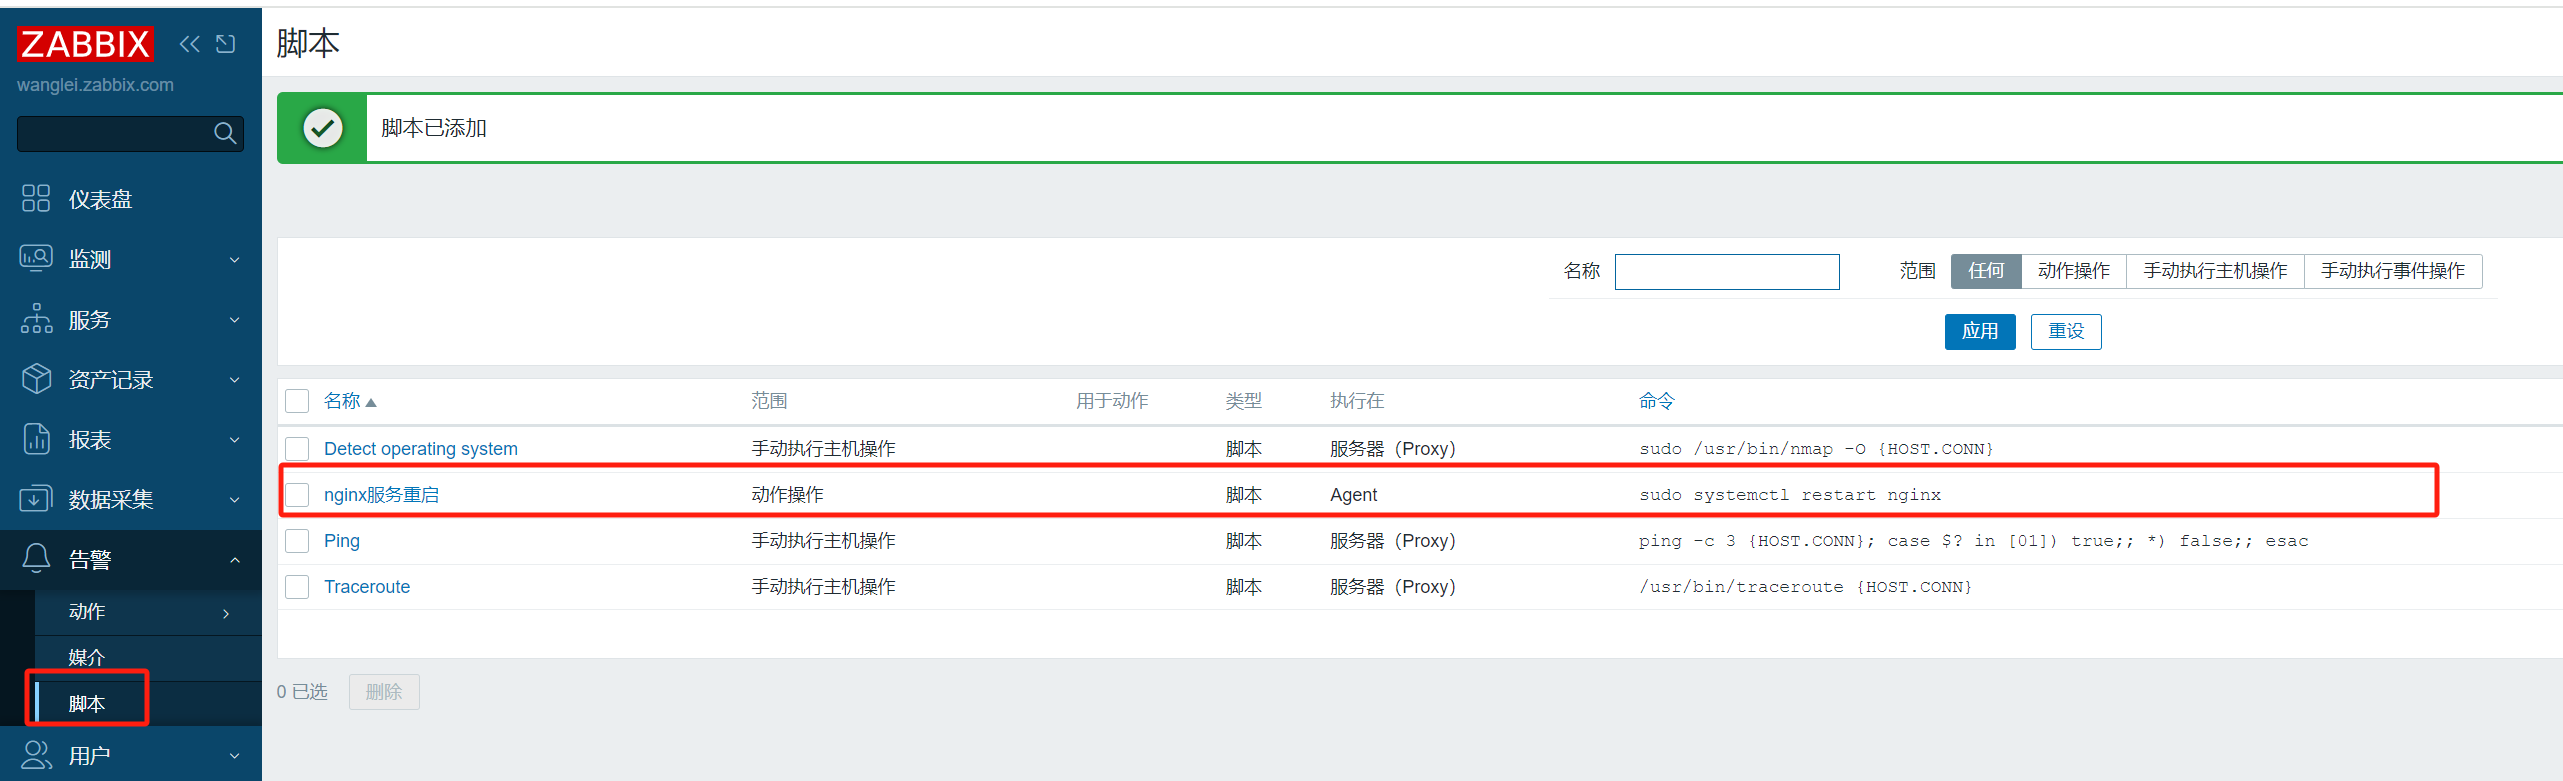 ZABBIX
wanglei.zabbix.com
仪表盘
监测
服务
资产记录
报表
数据采集
告警
动作
媒介
脚本
用户
脚本
脚本已添加
名称 范围 任何 动作操作 手动执行主机操作 手动执行事件操作
应用 重设
名称 范围 用于动作 类型 执行在 命令
Detect operating system 手动执行主机操作 脚本 服务器（Proxy） sudo /usr/bin/nmap -O {HOST.CONN}
nginx服务重启 动作操作 脚本 Agent sudo systemctl restart nginx
Ping 手动执行主机操作 脚本 服务器（Proxy） ping -c 3 {HOST.CONN}; case $? in [01]) true;; *) false;; esac
Traceroute 手动执行主机操作 脚本 服务器（Proxy） /usr/bin/traceroute {HOST.CONN}
0 已选 删除